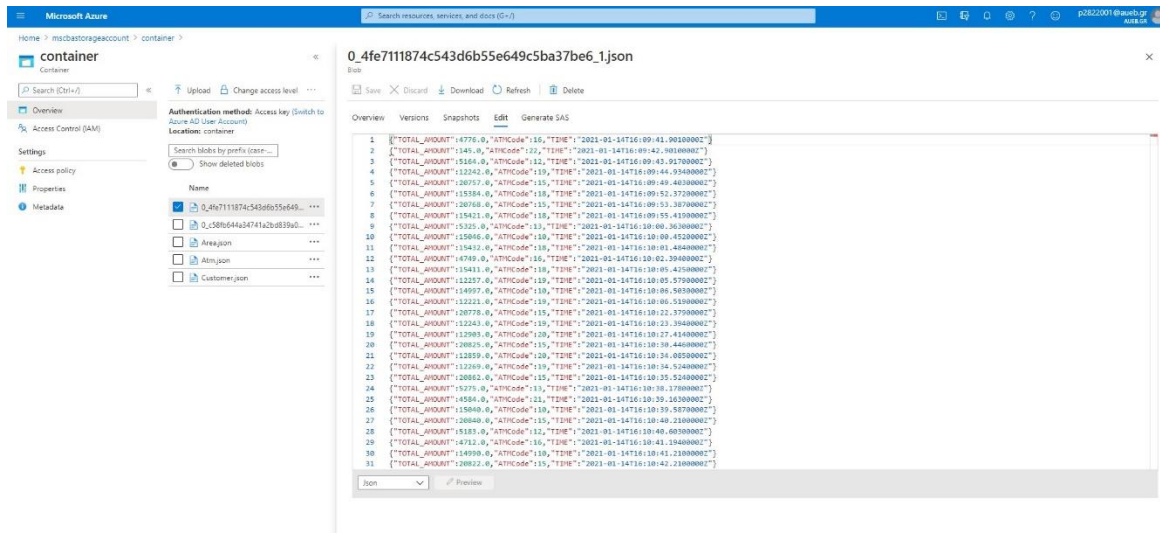 Microsoft Azure
Search resources, services, and docs (G+/)
p2822001@aueb.gr
AUEB.GR
Home > mscbastorageaccount > container >
container
Container
Search (Ctrl+/)
Overview
Access Control (IAM)
Settings
Access policy
Properties
Metadata
Upload
Change access level
Authentication method: Access key (Switch to
Azure AD User Account)
Location: container
Search blobs by prefix (case-...
Show deleted blobs
Name
0_4fe7111874c543d6b55e649...
0_c58fb644a34741a2bd839a0...
Area.json
Atm.json
Customer.json
0_4fe7111874c543d6b55e649c5ba37be6_1.json
Blob
Save Discard Download Refresh Delete
Overview Versions Snapshots Edit Generate SAS
1 {"TOTAL_AMOUNT":4776.0,"ATMCode":16,"TIME":"2021-01-14T16:09:41.9010000Z"}
2 {"TOTAL_AMOUNT":145.0,"ATMCode":22,"TIME":"2021-01-14T16:09:42.9010000Z"}
3 {"TOTAL_AMOUNT":5164.0,"ATMCode":12,"TIME":"2021-01-14T16:09:43.9170000Z"}
4 {"TOTAL_AMOUNT":12242.0,"ATMCode":19,"TIME":"2021-01-14T16:09:44.9340000Z"}
5 {"TOTAL_AMOUNT":20757.0,"ATMCode":15,"TIME":"2021-01-14T16:09:49.4030000Z"}
6 {"TOTAL_AMOUNT":15384.0,"ATMCode":18,"TIME":"2021-01-14T16:09:52.3720000Z"}
7 {"TOTAL_AMOUNT":20768.0,"ATMCode":15,"TIME":"2021-01-14T16:09:53.3870000Z"}
8 {"TOTAL_AMOUNT":15421.0,"ATMCode":18,"TIME":"2021-01-14T16:09:55.4190000Z"}
9 {"TOTAL_AMOUNT":5325.0,"ATMCode":13,"TIME":"2021-01-14T16:10:00.3630000Z"}
10 {"TOTAL_AMOUNT":15046.0,"ATMCode":10,"TIME":"2021-01-14T16:10:00.4520000Z"}
11 {"TOTAL_AMOUNT":15432.0,"ATMCode":18,"TIME":"2021-01-14T16:10:01.4840000Z"}
12 {"TOTAL_AMOUNT":4749.0,"ATMCode":16,"TIME":"2021-01-14T16:10:02.3940000Z"}
13 {"TOTAL_AMOUNT":15411.0,"ATMCode":18,"TIME":"2021-01-14T16:10:05.4250000Z"}
14 {"TOTAL_AMOUNT":12257.0,"ATMCode":19,"TIME":"2021-01-14T16:10:05.5790000Z"}
15 {"TOTAL_AMOUNT":14997.0,"ATMCode":10,"TIME":"2021-01-14T16:10:06.5030000Z"}
16 {"TOTAL_AMOUNT":12221.0,"ATMCode":19,"TIME":"2021-01-14T16:10:06.5190000Z"}
17 {"TOTAL_AMOUNT":20778.0,"ATMCode":15,"TIME":"2021-01-14T16:10:22.3790000Z"}
18 {"TOTAL_AMOUNT":12243.0,"ATMCode":19,"TIME":"2021-01-14T16:10:23.3940000Z"}
19 {"TOTAL_AMOUNT":12903.0,"ATMCode":20,"TIME":"2021-01-14T16:10:27.4140000Z"}
20 {"TOTAL_AMOUNT":20825.0,"ATMCode":15,"TIME":"2021-01-14T16:10:30.4460000Z"}
21 {"TOTAL_AMOUNT":12859.0,"ATMCode":20,"TIME":"2021-01-14T16:10:34.0850000Z"}
22 {"TOTAL_AMOUNT":12269.0,"ATMCode":19,"TIME":"2021-01-14T16:10:34.5240000Z"}
23 {"TOTAL_AMOUNT":20862.0,"ATMCode":15,"TIME":"2021-01-14T16:10:35.5240000Z"}
24 {"TOTAL_AMOUNT":5275.0,"ATMCode":13,"TIME":"2021-01-14T16:10:38.1780000Z"}
25 {"TOTAL_AMOUNT":4584.0,"ATMCode":21,"TIME":"2021-01-14T16:10:39.1630000Z"}
26 {"TOTAL_AMOUNT":15040.0,"ATMCode":10,"TIME":"2021-01-14T16:10:39.5870000Z"}
27 {"TOTAL_AMOUNT":20840.0,"ATMCode":15,"TIME":"2021-01-14T16:10:40.2100000Z"}
28 {"TOTAL_AMOUNT":5183.0,"ATMCode":12,"TIME":"2021-01-14T16:10:40.6030000Z"}
29 {"TOTAL_AMOUNT":4712.0,"ATMCode":16,"TIME":"2021-01-14T16:10:41.1940000Z"}
30 {"TOTAL_AMOUNT":14990.0,"ATMCode":10,"TIME":"2021-01-14T16:10:41.2100000Z"}
31 {"TOTAL_AMOUNT":20822.0,"ATMCode":15,"TIME":"2021-01-14T16:10:42.2100000Z"}
Json
Preview